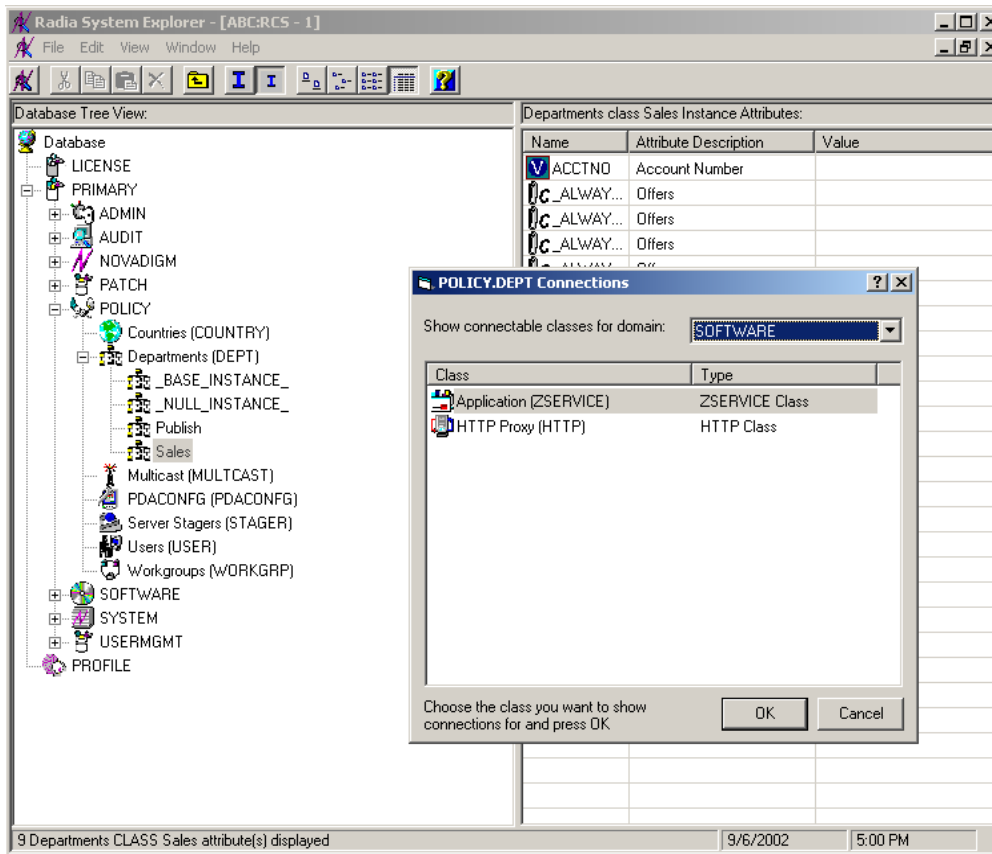 Radia System Explorer - [ABC:RCS - 1]
File Edit View Window Help
Database Tree View:
Departments class Sales Instance Attributes:
Database
LICENSE
PRIMARY
ADMIN
AUDIT
NOVADIGM
PATCH
POLICY
Countries (COUNTRY)
Departments (DEPT)
_BASE_INSTANCE_
_NULL_INSTANCE_
Publish
Sales
Multicast (MULTCAST)
PDACONFG (PDACONFG)
Server Stagers (STAGER)
Users (USER)
Workgroups (WORKGRP)
SOFTWARE
SYSTEM
USERMGMT
PROFILE
Name Attribute Description Value
ACCTNO Account Number
_ALWAY... Offers
_ALWAY... Offers
_ALWAY... Offers
POLICY.DEPT Connections
Show connectable classes for domain: SOFTWARE
Class Type
Application (ZSERVICE) ZSERVICE Class
HTTP Proxy (HTTP) HTTP Class
Choose the class you want to show
connections for and press OK
OK Cancel
9 Departments CLASS Sales attribute(s) displayed 9/6/2002 5:00 PM